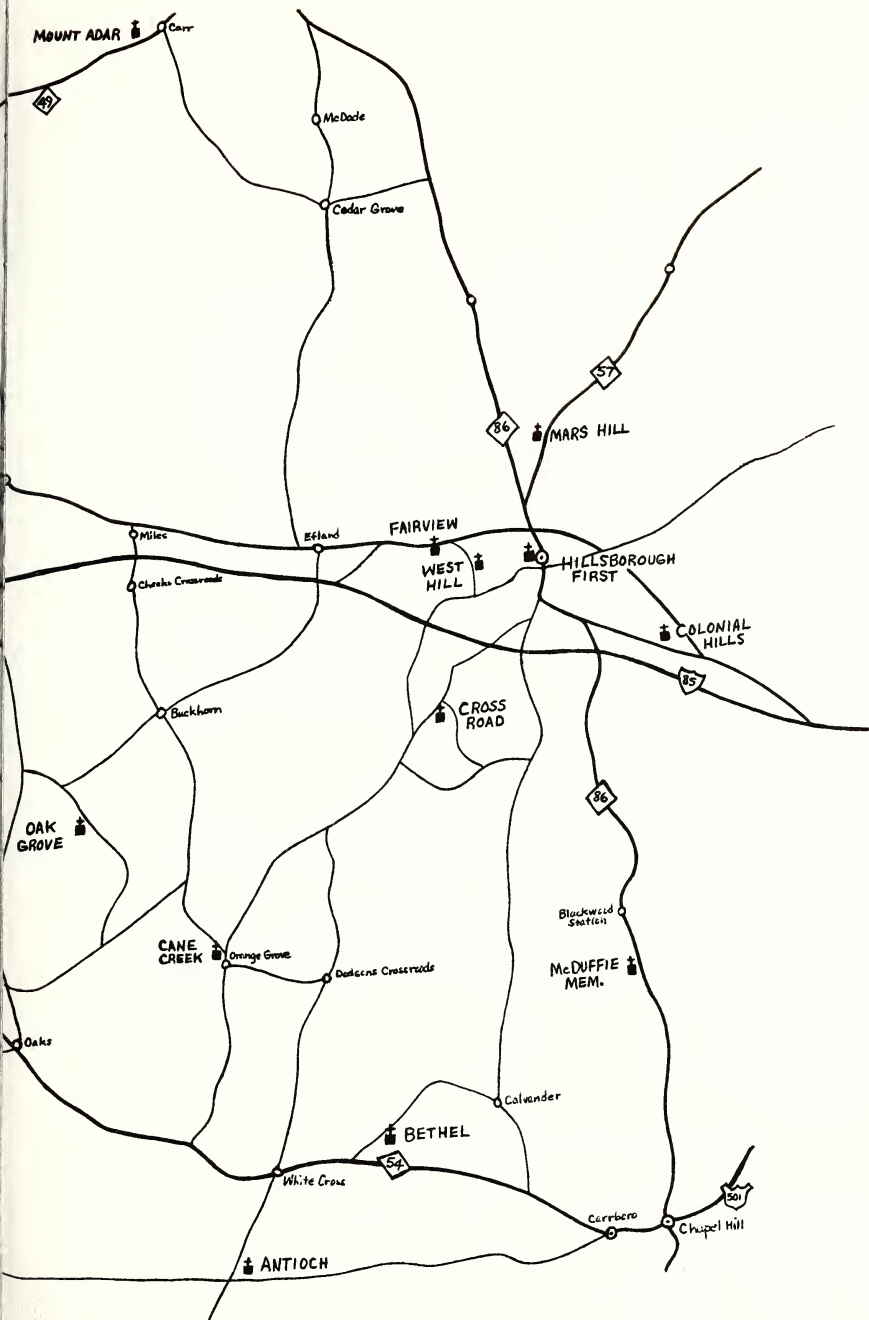 MOUNT ADAR
Carr
49
McDade
Cedar Grove
57
86
MARS HILL
FAIRVIEW
Miles
Efland
WEST
HILL
HILLSBOROUGH
FIRST
Cheeks Crossroads
COLONIAL
HILLS
85
Buckhorn
CROSS
ROAD
86
OAK
GROVE
Blackwood
Station
CANE
CREEK
Orange Grove
McDUFFIE
MEM.
Dodsons Crossroads
Oaks
Calvander
BETHEL
54
White Cross
501
Carrboro
Chapel Hill
ANTIOCH